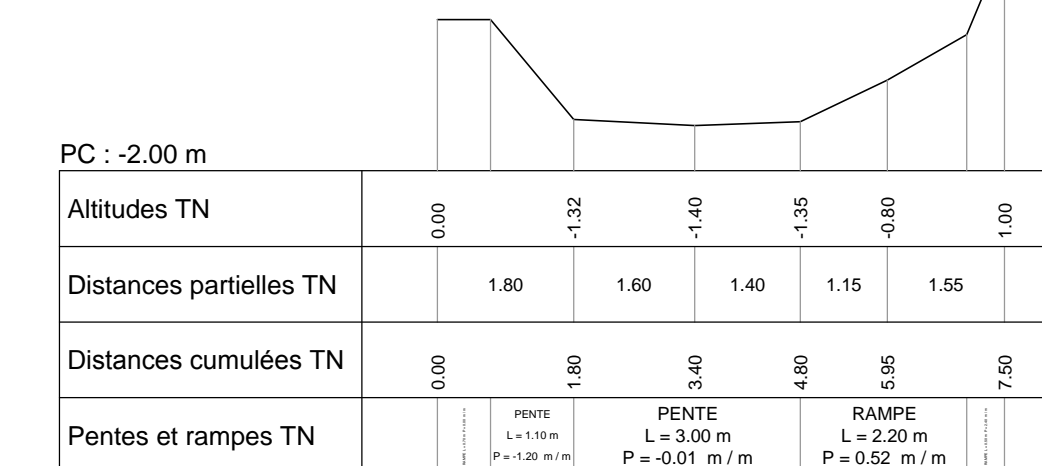 PC : -2.00 m
Altitudes TN 0.00 -1.32 -1.40 -1.35 -0.80 1.00
Distances partielles TN 1.80 1.60 1.40 1.15 1.55
Distances cumulées TN 0.00 1.80 3.40 4.80 5.95 7.50
Pentes et rampes TN
PENTE
L = 1.10 m
P = -1.20 m / m
PENTE
L = 3.00 m
P = -0.01 m / m
RAMPE
L = 2.20 m
P = 0.52 m / m